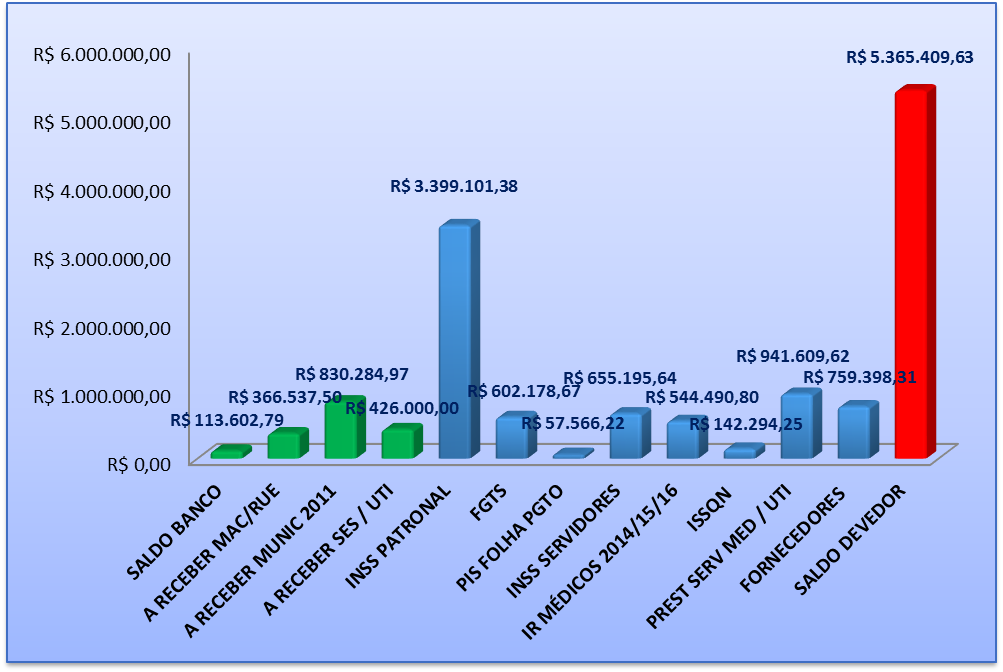 R$ 6.000.000,00
R$ 5.000.000,00
R$ 4.000.000,00
R$ 3.000.000,00
R$ 2.000.000,00
R$ 1.000.000,00
R$ 0,00
R$ 113.602,79
R$ 366.537,50
R$ 830.284,97
R$ 426.000,00
R$ 3.399.101,38
R$ 602.178,67
R$ 57.566,22
R$ 655.195,64
R$ 544.490,80
R$ 142.294,25
R$ 941.609,62
R$ 759.398,31
R$ 5.365.409,63
SALDO BANCO
A RECEBER MAC/RUE
A RECEBER MUNIC 2011
A RECEBER SES / UTI
INSS PATRONAL
FGTS
PIS FOLHA PGTO
INSS SERVIDORES
IR MÉDICOS 2014/15/16
ISSQN
PREST SERV MED / UTI
FORNECEDORES
SALDO DEVEDOR